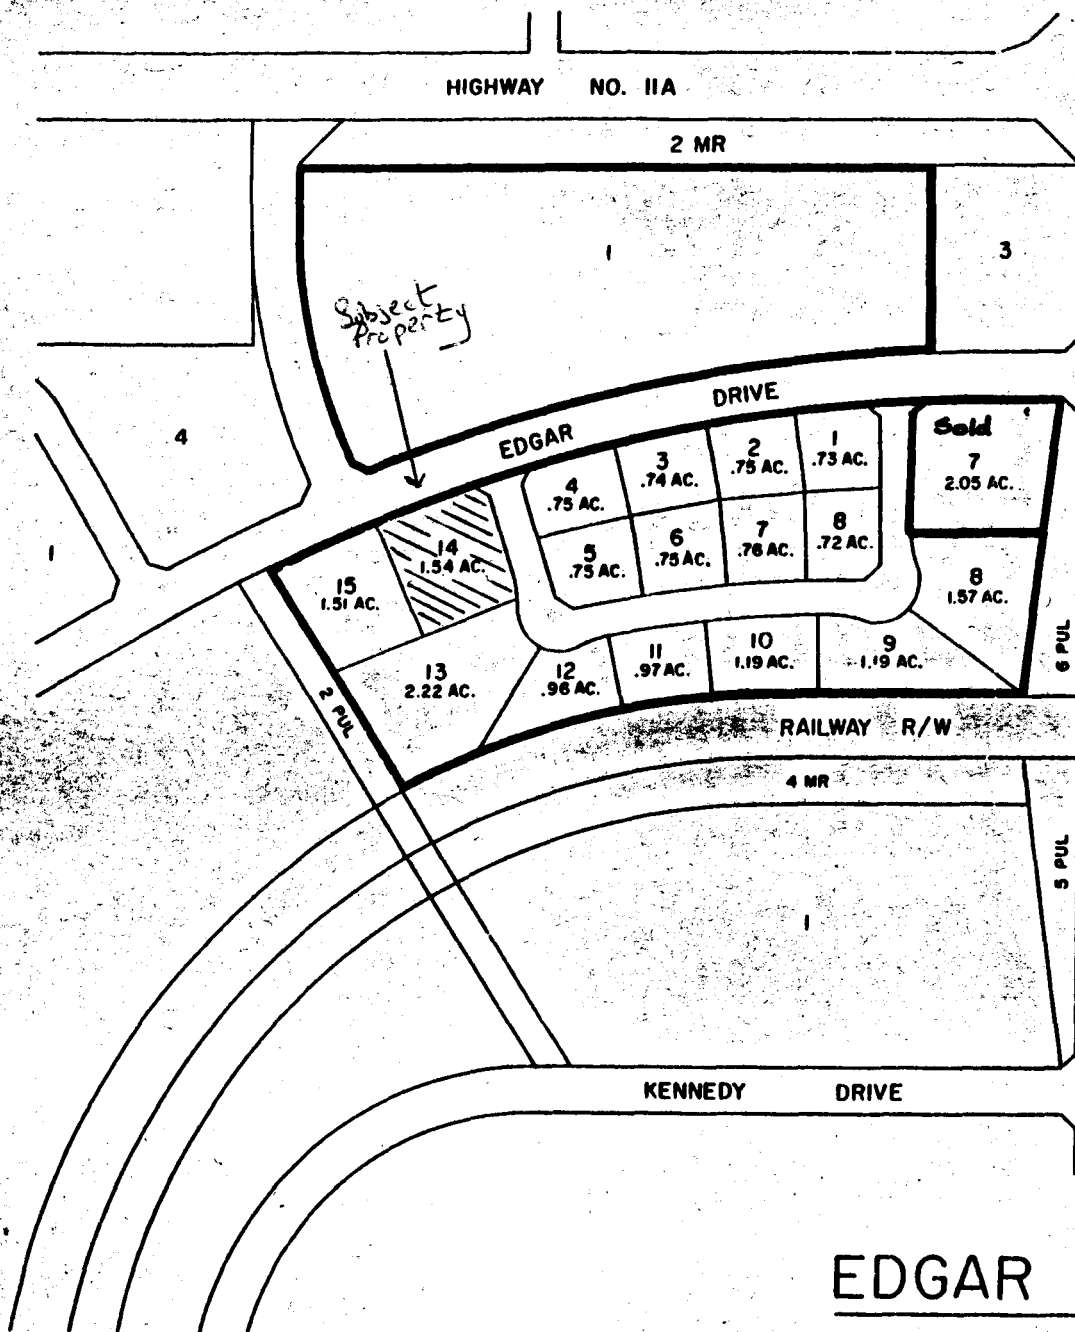 HIGHWAY NO. 11A
2 MR
1
3
Subject
Property
4
EDGAR DRIVE
Sold
7
2.05 AC.
1
.73 AC.
2
.75 AC.
3
.74 AC.
4
.75 AC.
5
.75 AC.
6
.75 AC.
7
.76 AC.
8
.72 AC.
14
1.54 AC.
15
1.51 AC.
1
8
1.57 AC.
13
2.22 AC.
12
.96 AC.
11
.97 AC.
10
1.19 AC.
9
1.19 AC.
6 PUL
2 PUL
RAILWAY R/W
4 MR
5 PUL
1
KENNEDY DRIVE
EDGAR